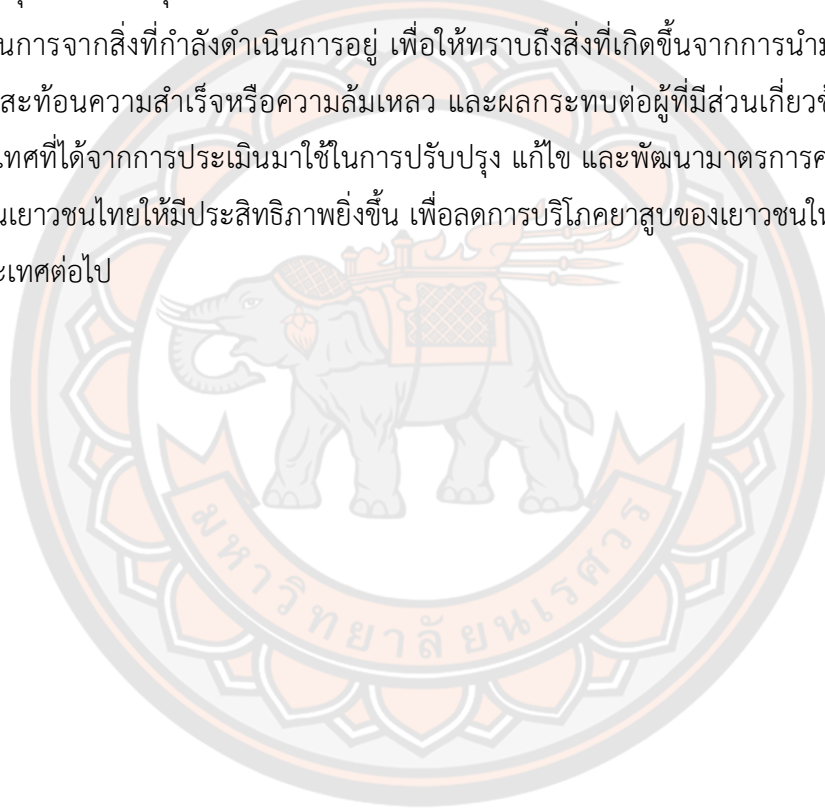 นการจากสิ่งที่กำลังดำเนินการอยู่ เพื่อให้ทราบถึงสิ่งที่เกิดขึ้นจากการนำม
สะท้อนความสำเร็จหรือความล้มเหลว และผลกระทบต่อผู้ที่มีส่วนเกี่ยวข้
เทศที่ได้จากการประเมินมาใช้ในการปรับปรุง แก้ไข และพัฒนามาตรการค
นเยาวชนไทยให้มีประสิทธิภาพยิ่งขึ้น เพื่อลดการบริโภคยาสูบของเยาวชนใน
ะเทศต่อไป
มหาวิทยาลัยนเรศวร